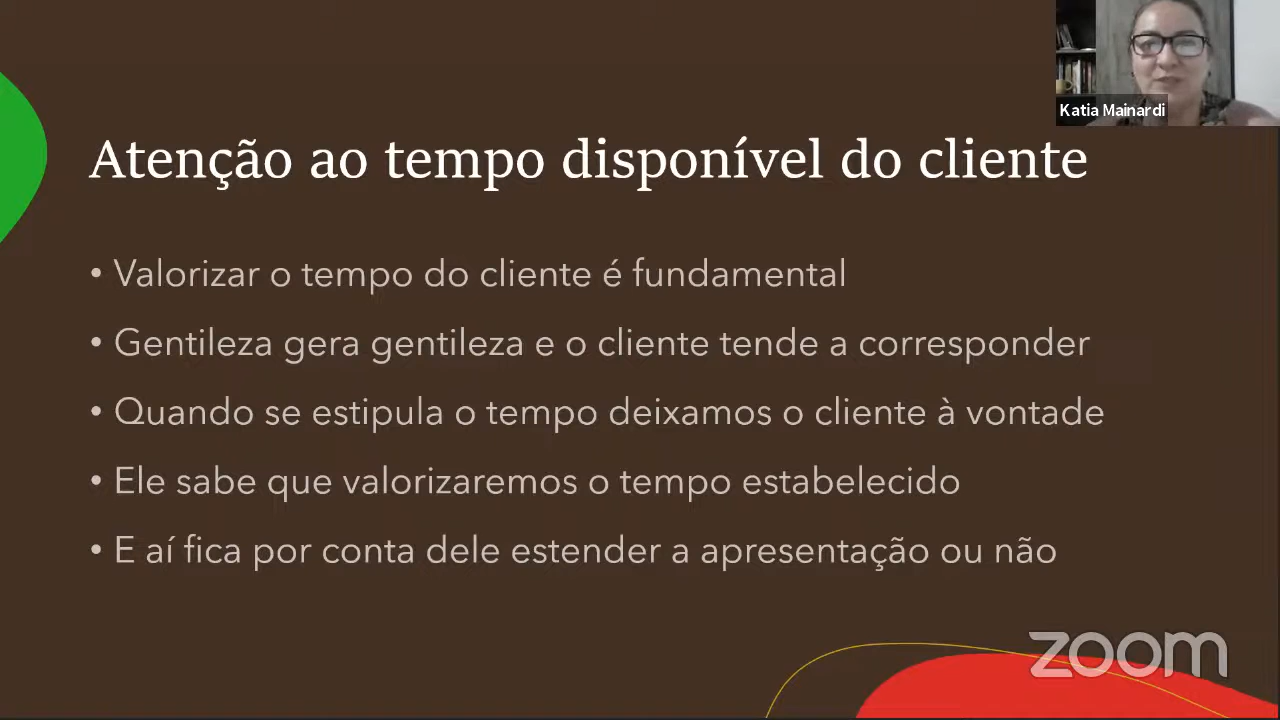 Katia Mainardi
Atenção ao tempo disponível do cliente
• Valorizar o tempo do cliente é fundamental
• Gentileza gera gentileza e o cliente tende a corresponder
• Quando se estipula o tempo deixamos o cliente à vontade
• Ele sabe que valorizaremos o tempo estabelecido
• E aí fica por conta dele estender a apresentação ou não
zoom